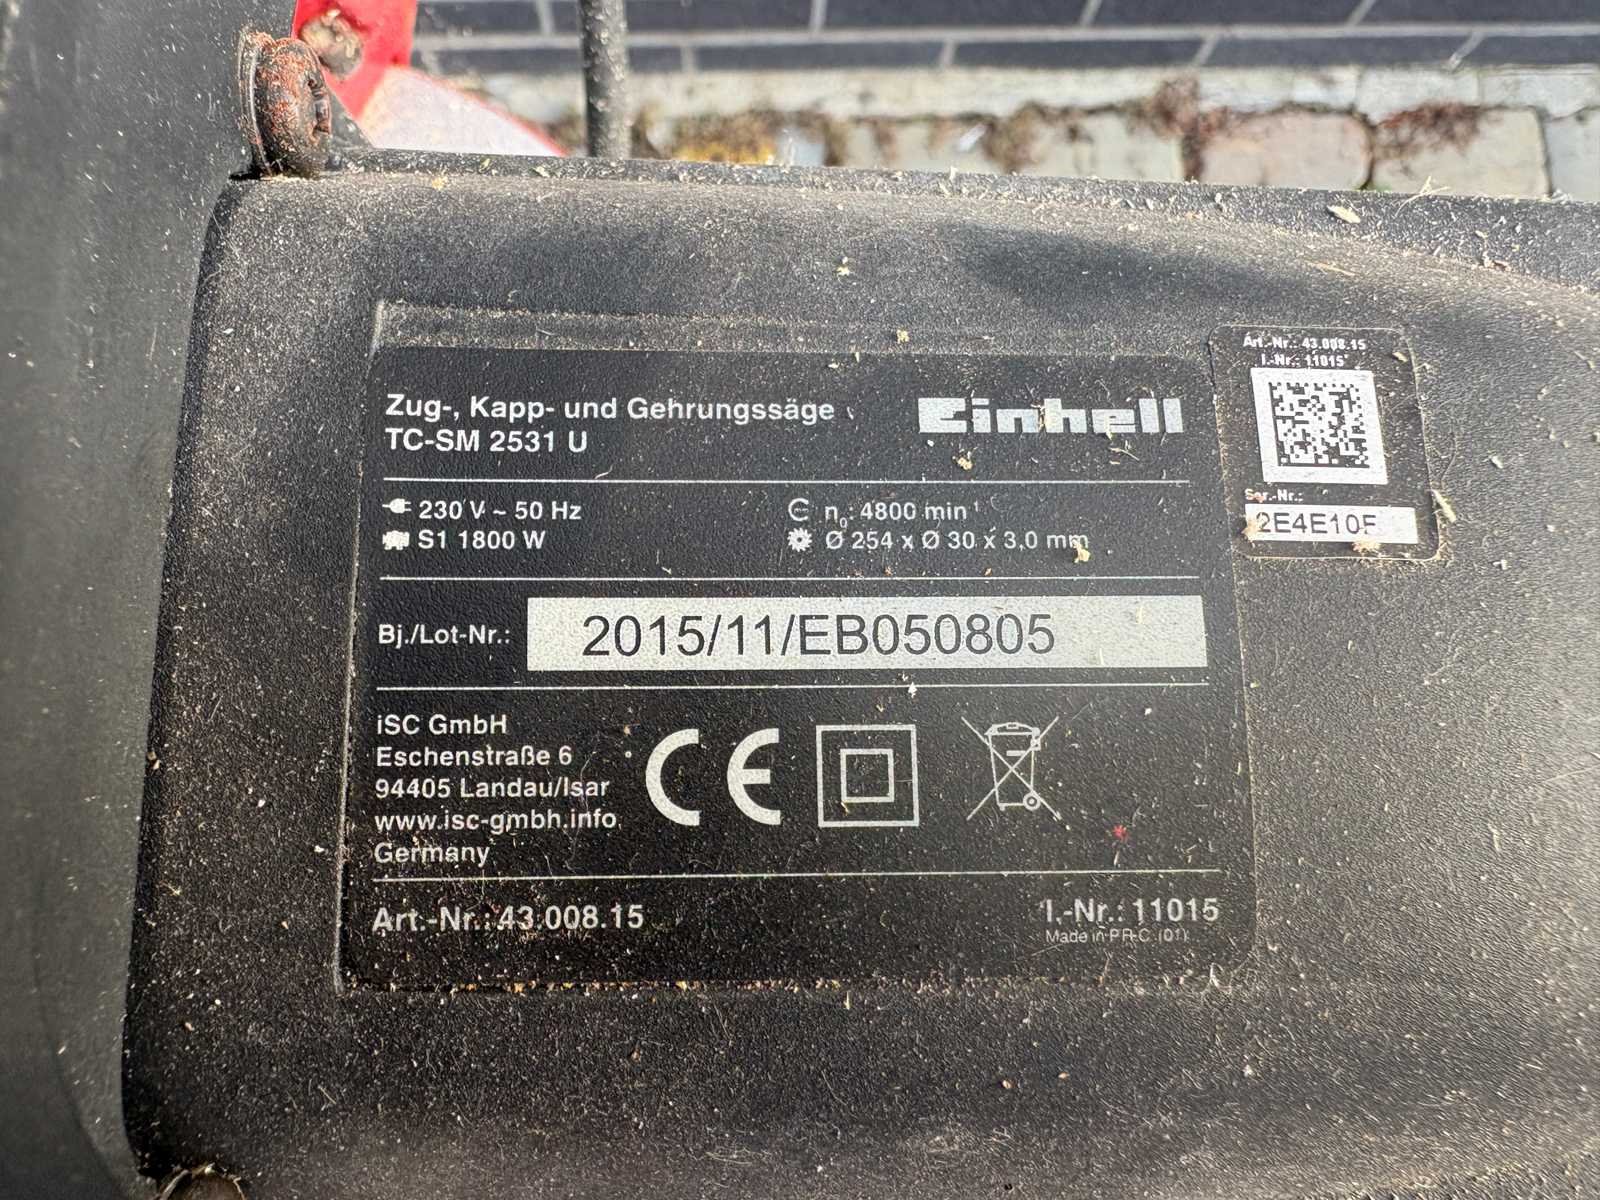 Zug-, Kapp- und Gehrungssäge
TC-SM 2531 U
Einhell
230 V ~ 50 Hz
S1 1800 W
n₀: 4800 min⁻¹
Ø 254 x Ø 30 x 3,0 mm
Bj./Lot-Nr.: 2015/11/EB050805
iSC GmbH
Eschenstraße 6
94405 Landau/Isar
www.isc-gmbh.info
Germany
CE
Art.-Nr.: 43.008.15
I.-Nr.: 11015
Made in P.R.C. (01)
Art.-Nr.: 43.008.15
I.-Nr.: 11015
Ser.-Nr.: